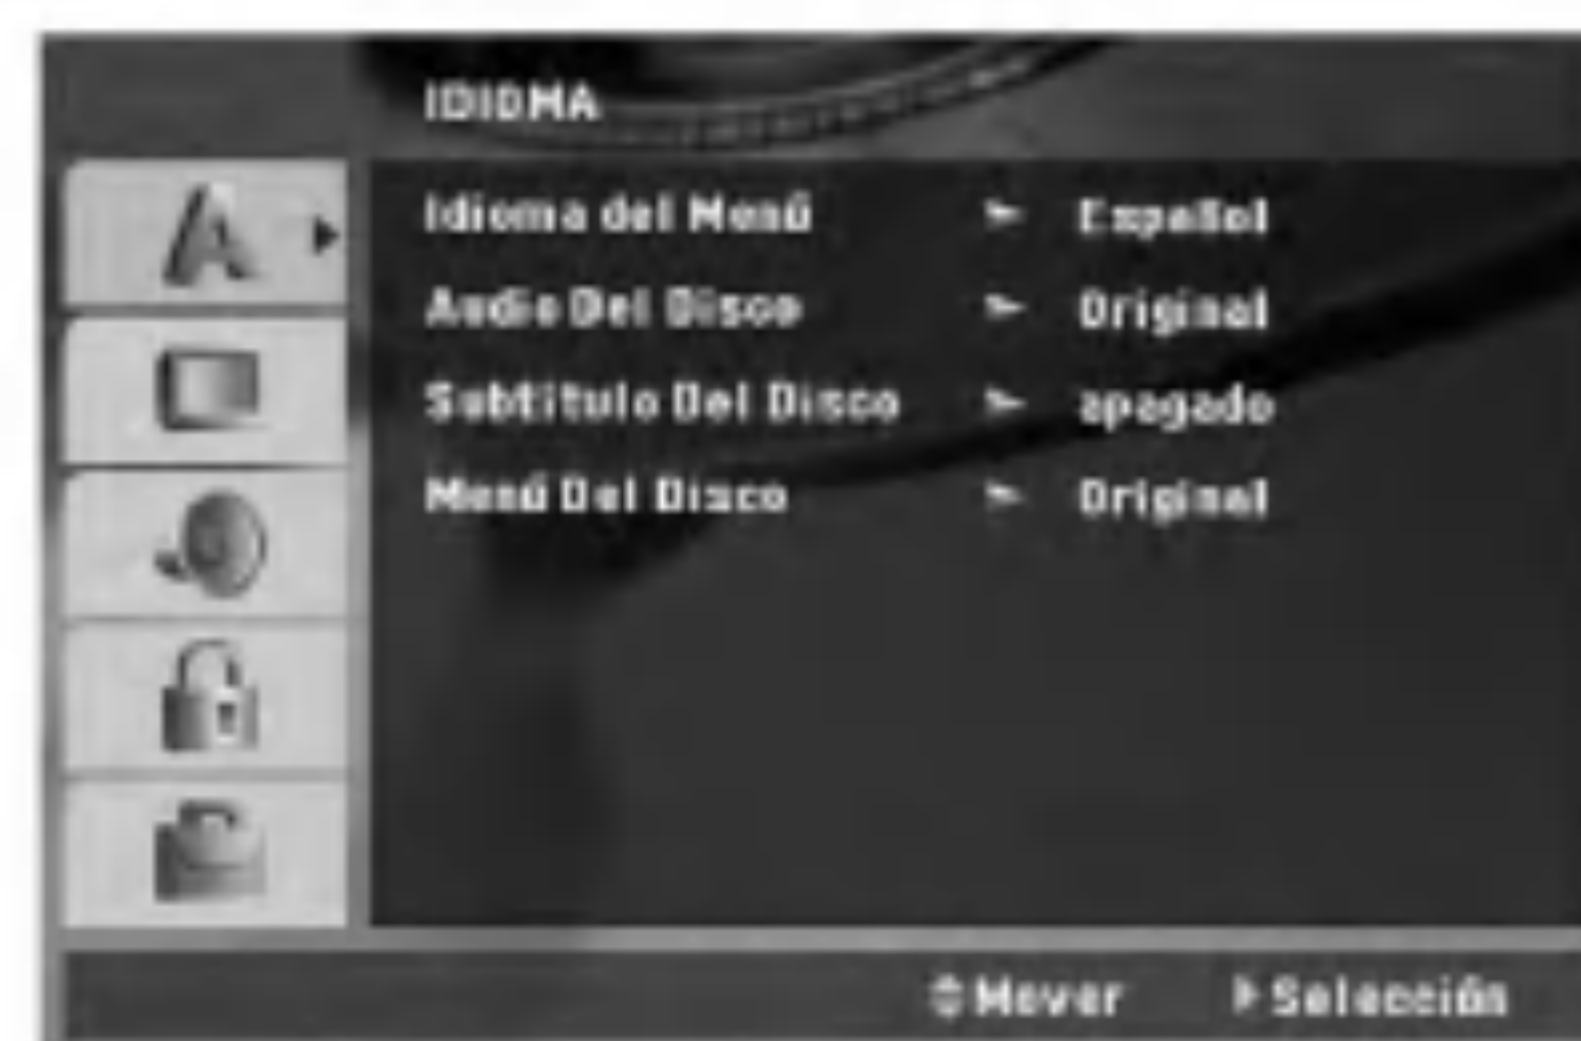 IDIOMA
Idioma del Menú ► Español
Audio Del Disco ► Original
Subtitulo Del Disco ► apagado
Menú Del Disco ► Original
Mover ► Selección